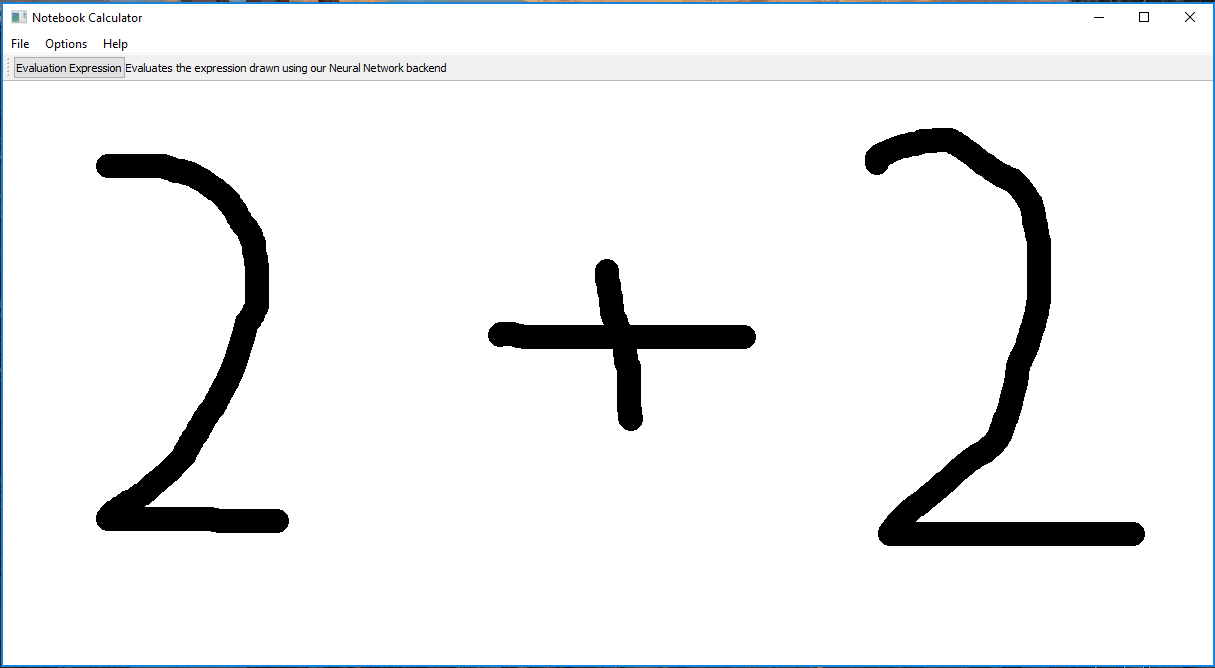 Notebook Calculator
File Options Help
Evaluation Expression Evaluates the expression drawn using our Neural Network backend
2 + 2